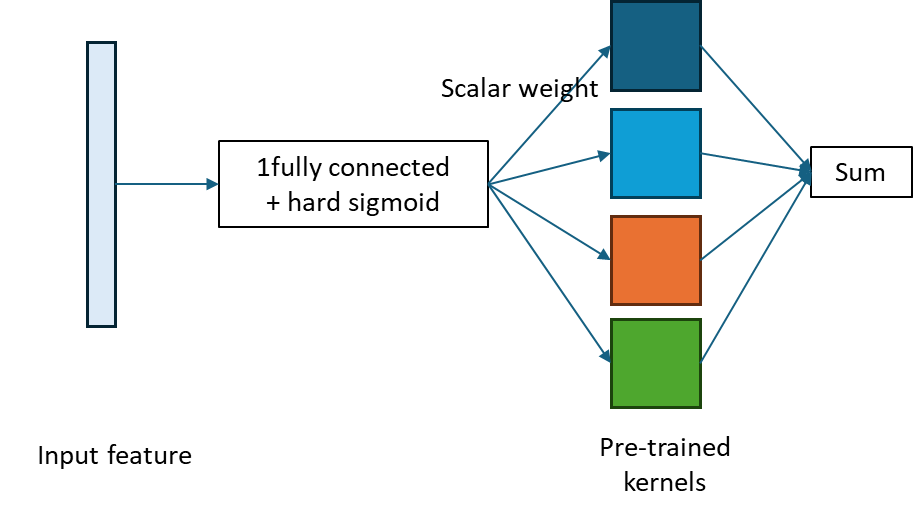 Scalar weight
1fully connected
+ hard sigmoid
Sum
Input feature
Pre-trained
kernels